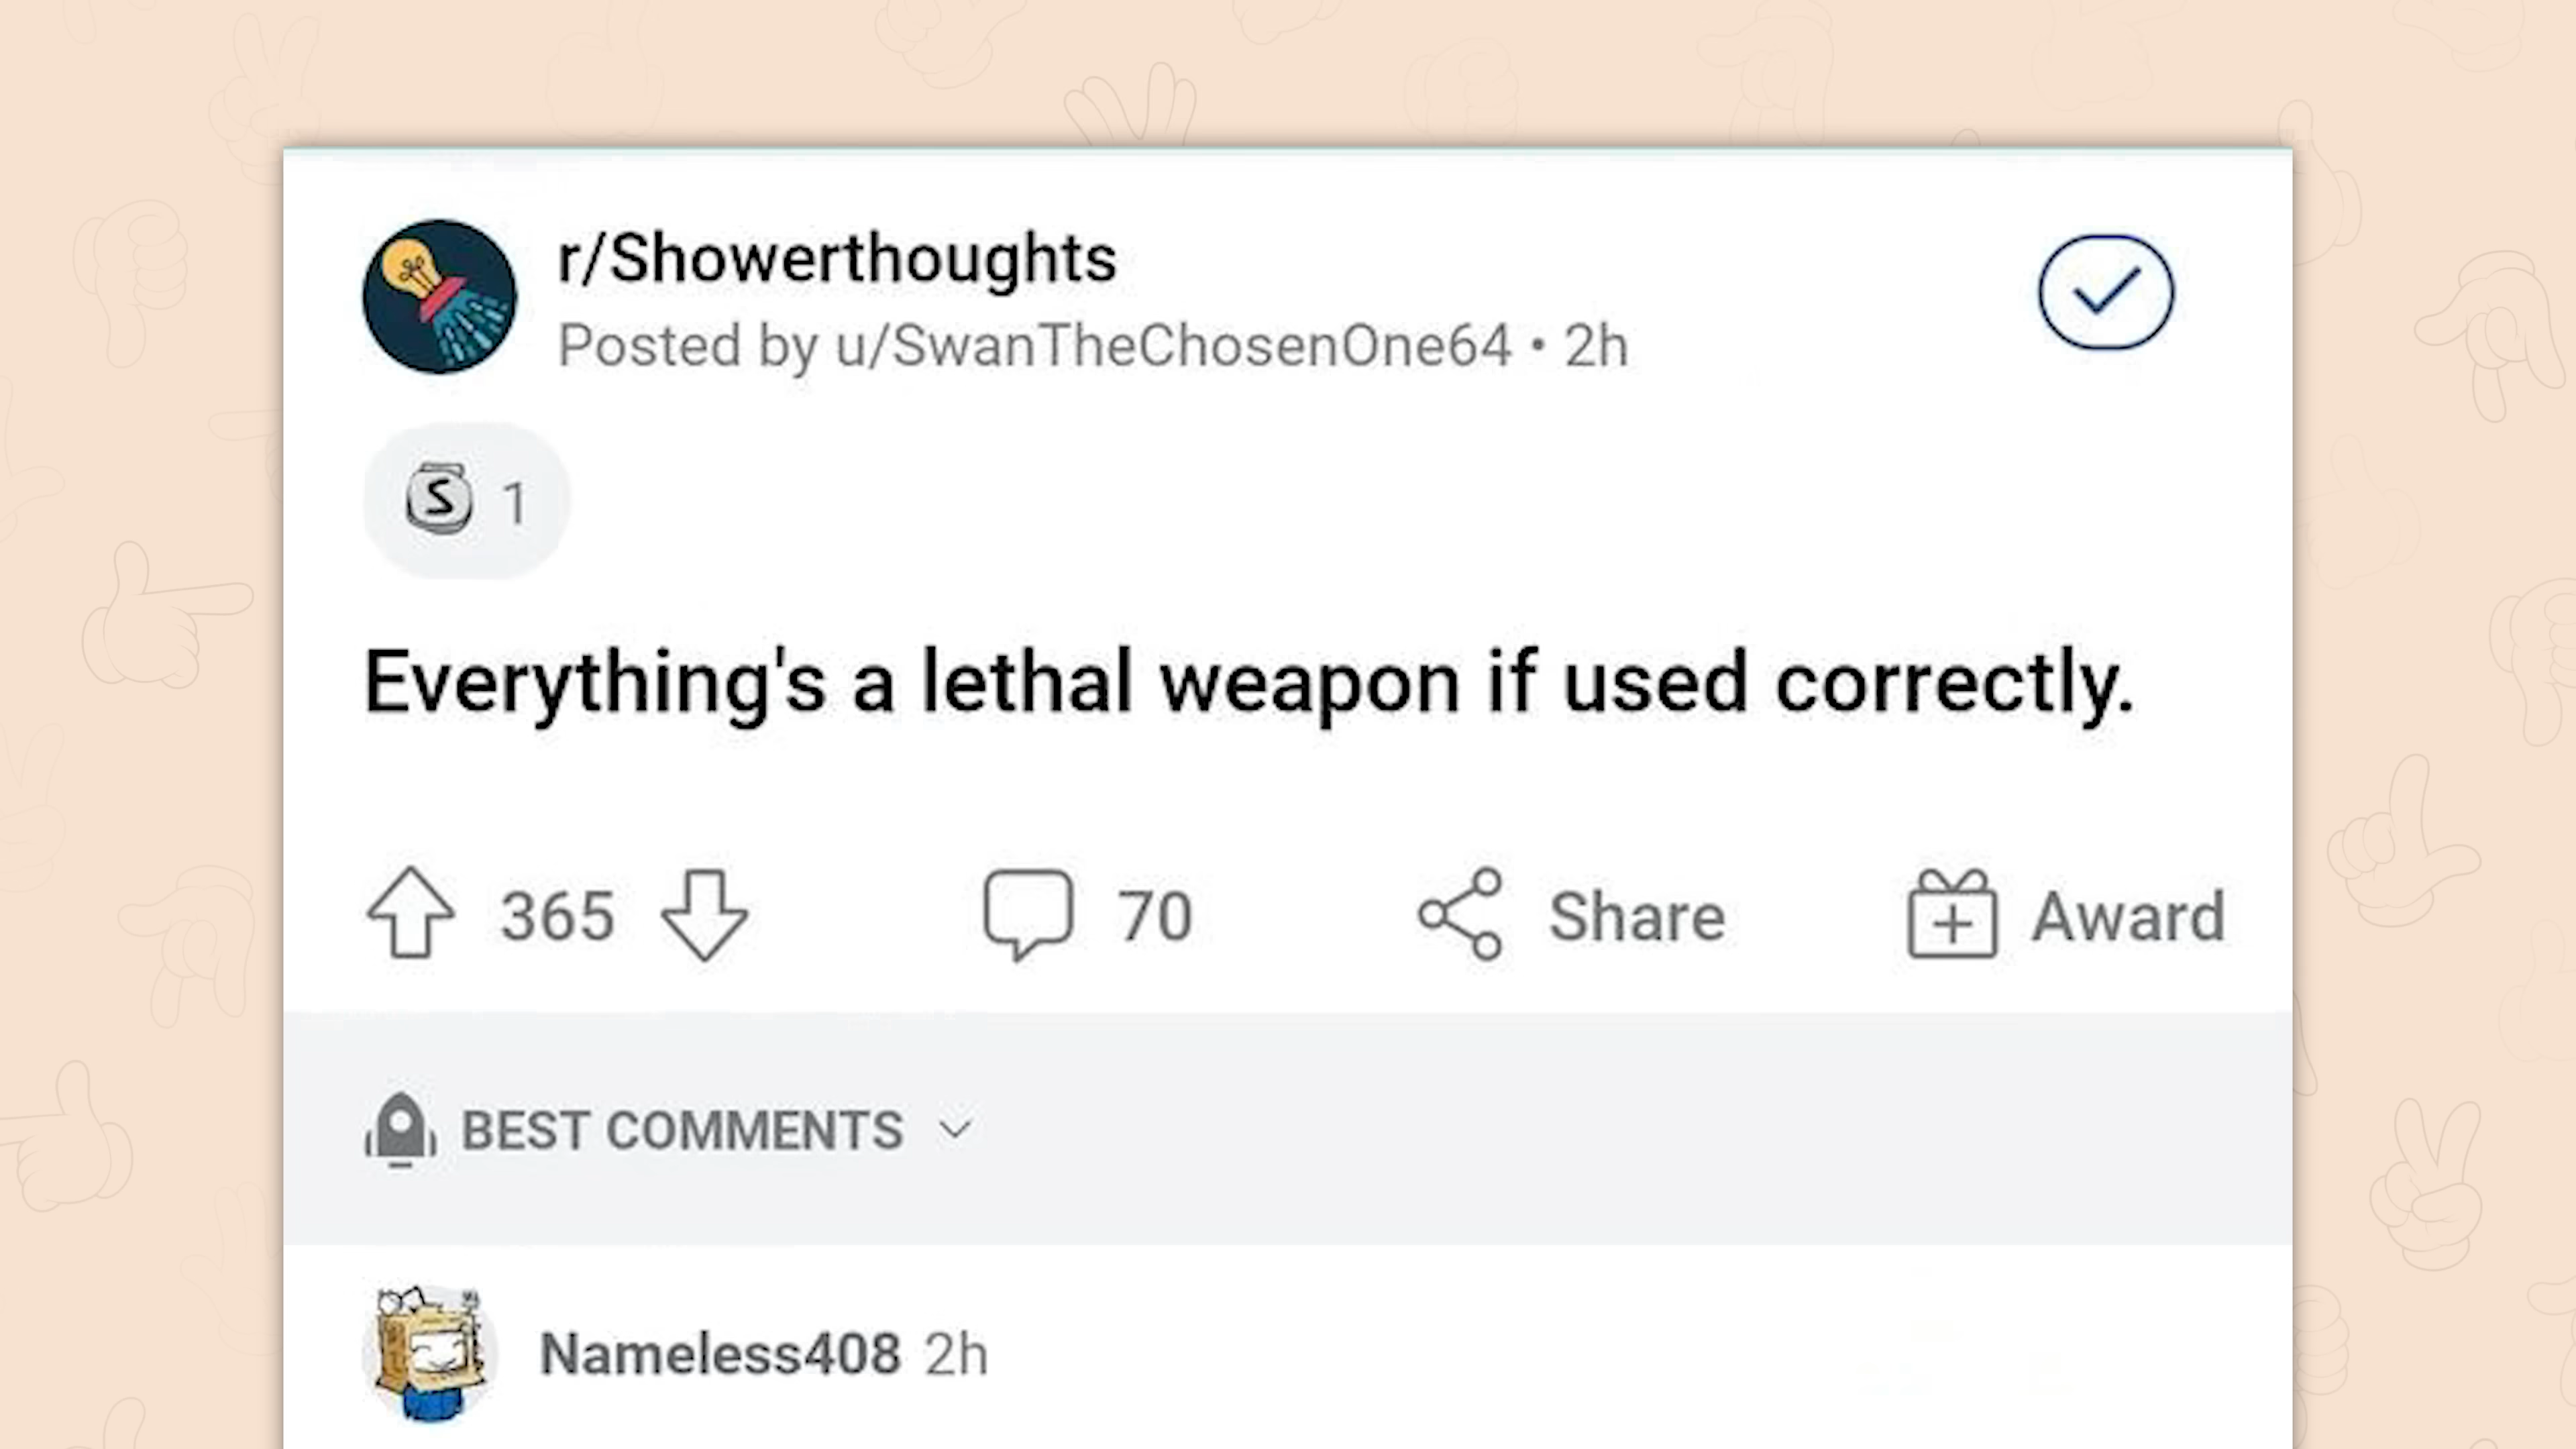 r/Showerthoughts
Posted by u/SwanTheChosenOne64 • 2h
S 1
Everything's a lethal weapon if used correctly.
365 70 Share Award
BEST COMMENTS
Nameless408 2h